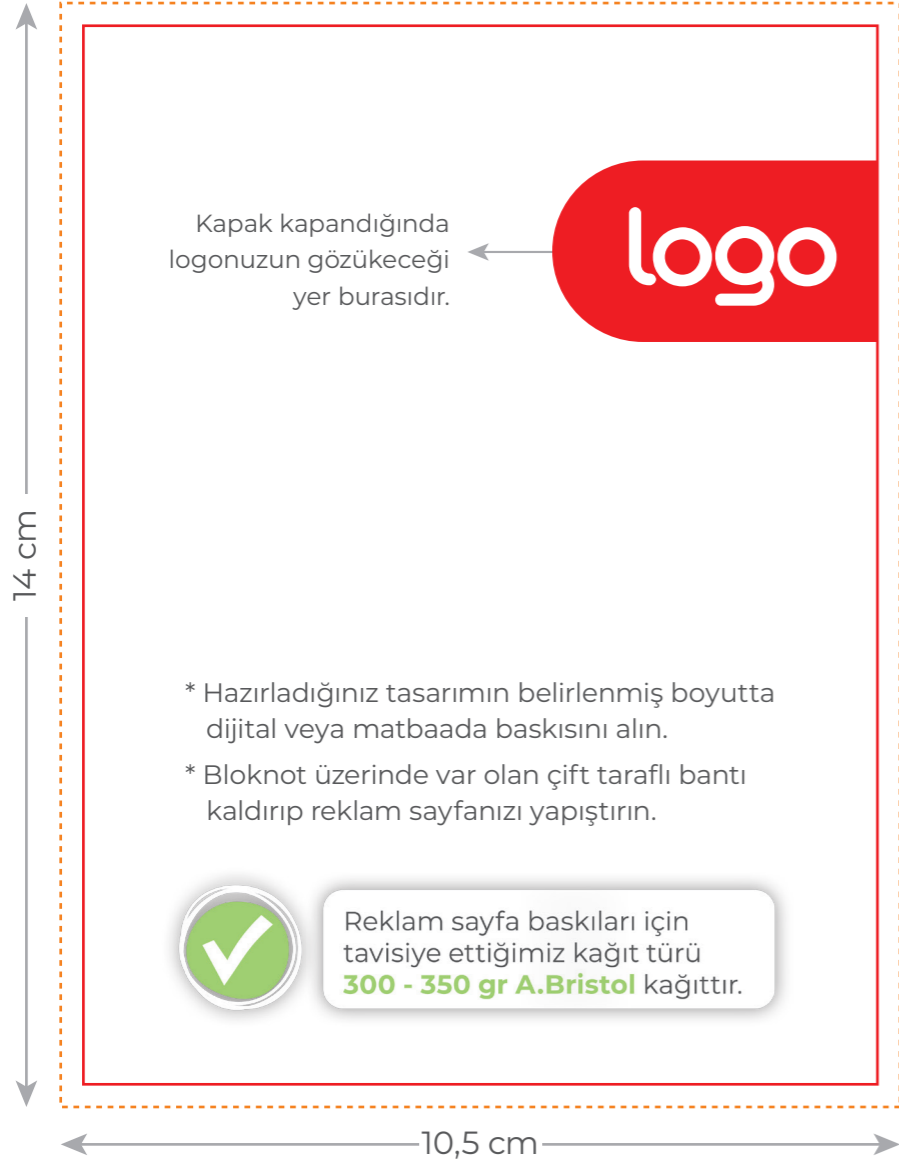 Kapak kapandığında
logonuzun gözükeceği
yer burasıdır.
logo
14 cm
* Hazırladığınız tasarımın belirlenmiş boyutta
dijital veya matbaada baskısını alın.
* Bloknot üzerinde var olan çift taraflı bantı
kaldırıp reklam sayfanızı yapıştırın.
Reklam sayfa baskıları için
tavisiye ettiğimiz kağıt türü
300 - 350 gr A.Bristol kağıttır.
10,5 cm